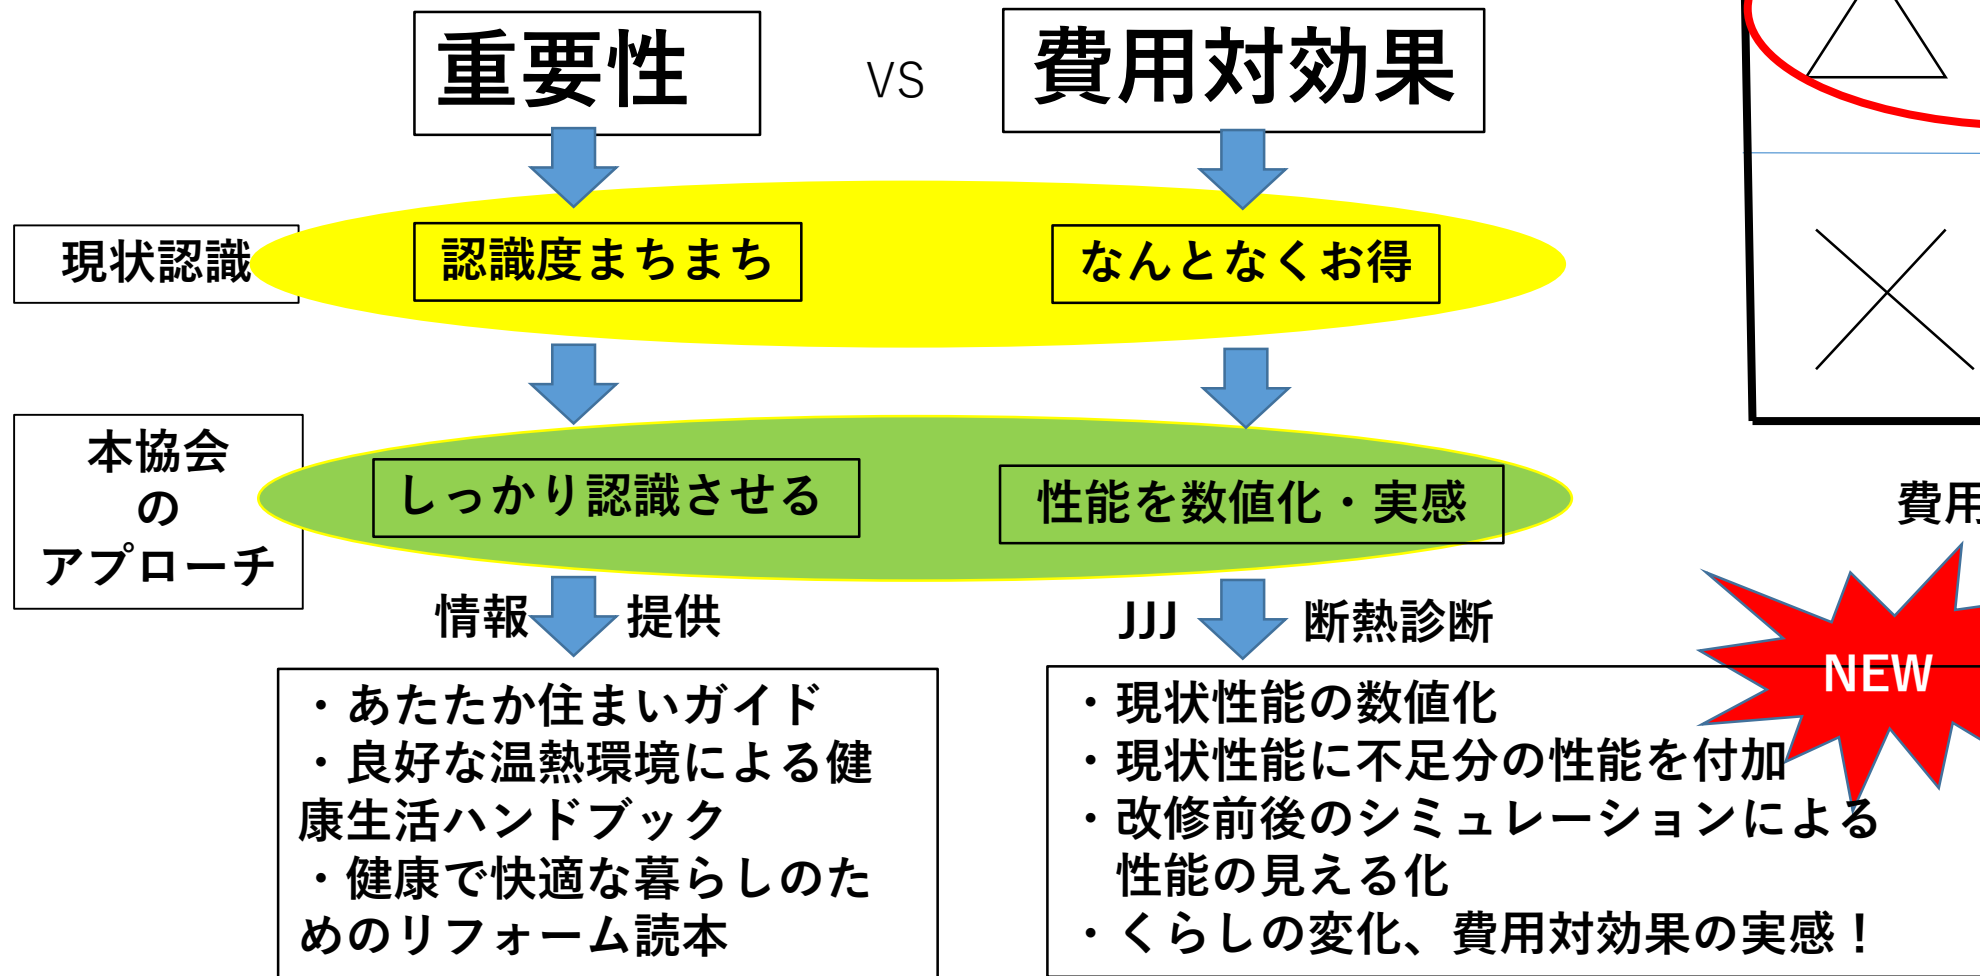 重要性
VS
費用対効果
現状認識
認識度まちまち
なんとなくお得
本協会
の
アプローチ
しっかり認識させる
性能を数値化・実感
費用
情報 提供
JJJ 断熱診断
NEW
・あたたか住まいガイド
・良好な温熱環境による健
康生活ハンドブック
・健康で快適な暮らしのた
めのリフォーム読本
・現状性能の数値化
・現状性能に不足分の性能を付加
・改修前後のシミュレーションによる
性能の見える化
・くらしの変化、費用対効果の実感！